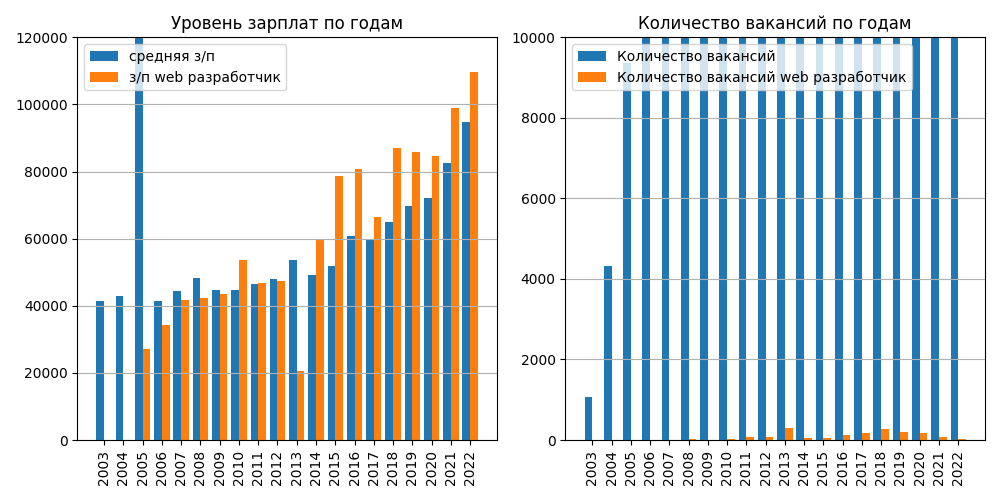 Уровень зарплат по годам
120000
100000
80000
60000
40000
20000
0
средняя з/п
з/п web разработчик
2003 2004 2005 2006 2007 2008 2009 2010 2011 2012 2013 2014 2015 2016 2017 2018 2019 2020 2021 2022
Количество вакансий по годам
10000
8000
6000
4000
2000
0
Количество вакансий
Количество вакансий web разработчик
2003 2004 2005 2006 2007 2008 2009 2010 2011 2012 2013 2014 2015 2016 2017 2018 2019 2020 2021 2022